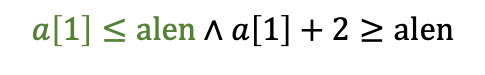 a[1] ≤ alen ∧ a[1] + 2 ≥ alen